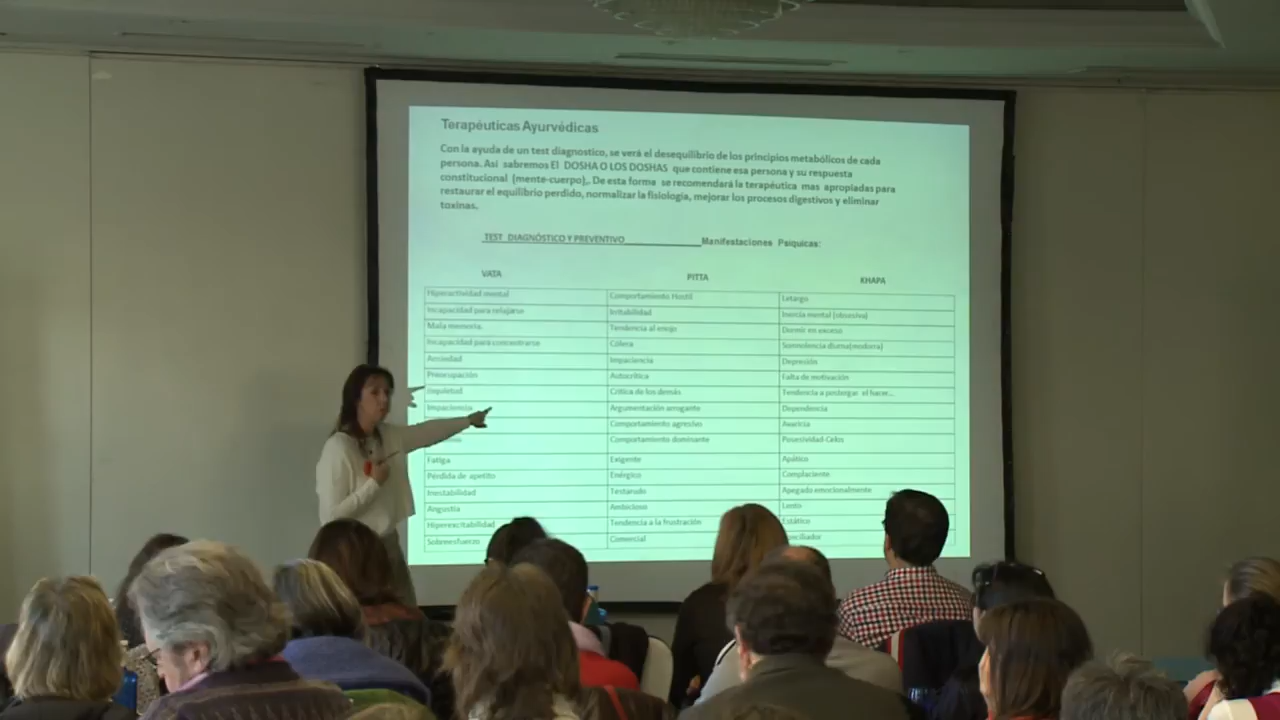 Terapéuticas Ayurvédicas
Con la ayuda de un test diagnostico, se verá el desequilibrio de los principios metabólicos de cada
persona. Asi sabremos El DOSHA O LOS DOSHAS que contiene esa persona y su respuesta
constitucional (mente-cuerpo),. De esta forma se recomendará la terapéutica mas apropiadas para
restaurar el equilibrio perdido, normalizar la fisiología, mejorar los procesos digestivos y eliminar
toxinas.
TEST DIAGNÓSTICO Y PREVENTIVO Manifestaciones Psiquicas:
VATA PITTA KHAPA
Hiperactividad mental Comportamiento Hostil Letargo
Incapacidad para relajarse Irritabilidad Inercia mental (obsesiva)
Mala memoria. Tendencia al enojo Dormir en exceso
Incapacidad para concentrarse Cólera Somnolencia diurna(modorra)
Ansiedad Impaciencia Depresión
Preocupación Autocrítica Falta de motivación
Inquietud Crítica de los demás Tendencia a postergar el hacer...
Impaciencia Argumentación arrogante Dependencia
Comportamiento agresivo Avaricia
Comportamiento dominante Posesividad-Celos
Fatiga Exigente Apático
Pérdida de apetito Enérgico Complaciente
Inestabilidad Testarudo Apegado emocionalmente
Angustia Ambicioso Lento
Hiperexcitabilidad Tendencia a la frustración Estático
Sobreesfuerzo Comercial